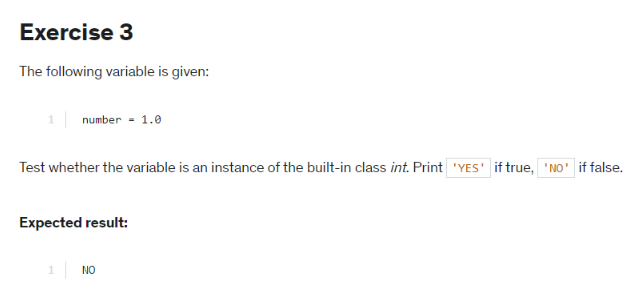 Exercise 3
The following variable is given:
1 number = 1.0
Test whether the variable is an instance of the built-in class int. Print 'YES' if true, 'NO' if false.
Expected result:
1 NO